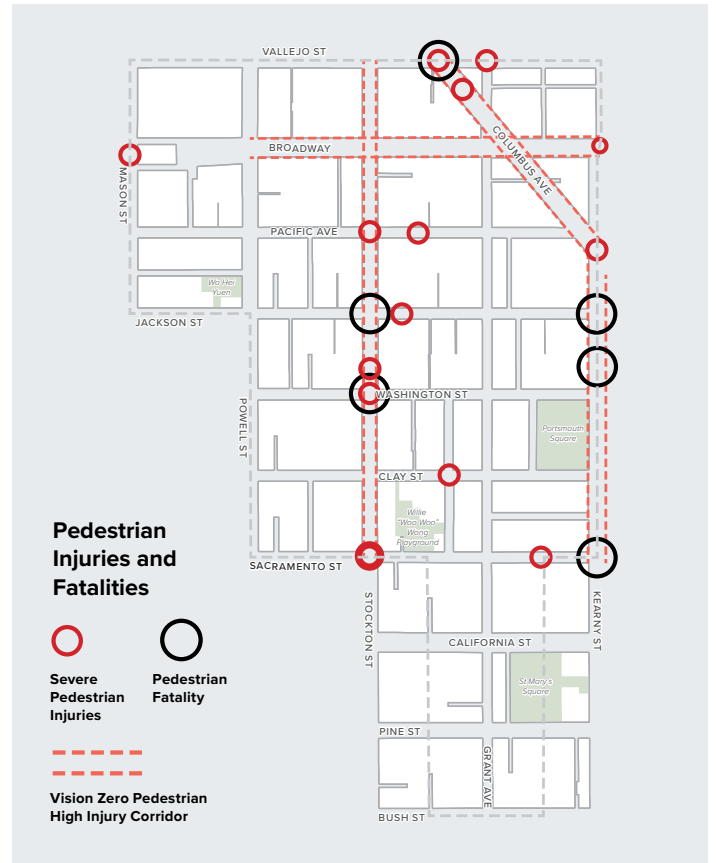 VALLEJO ST
COLUMBUS AVE
BROADWAY
MASON ST
PACIFIC AVE
Wo Hei
Yuen
JACKSON ST
WASHINGTON ST
POWELL ST
Portsmouth
Square
CLAY ST
Willie
"Woo Woo"
Wong
Playground
Pedestrian
Injuries and
Fatalities
SACRAMENTO ST
STOCKTON ST
KEARNY ST
CALIFORNIA ST
Severe
Pedestrian
Injuries
Pedestrian
Fatality
St Mary's
Square
PINE ST
GRANT AVE
Vision Zero Pedestrian
High Injury Corridor
BUSH ST